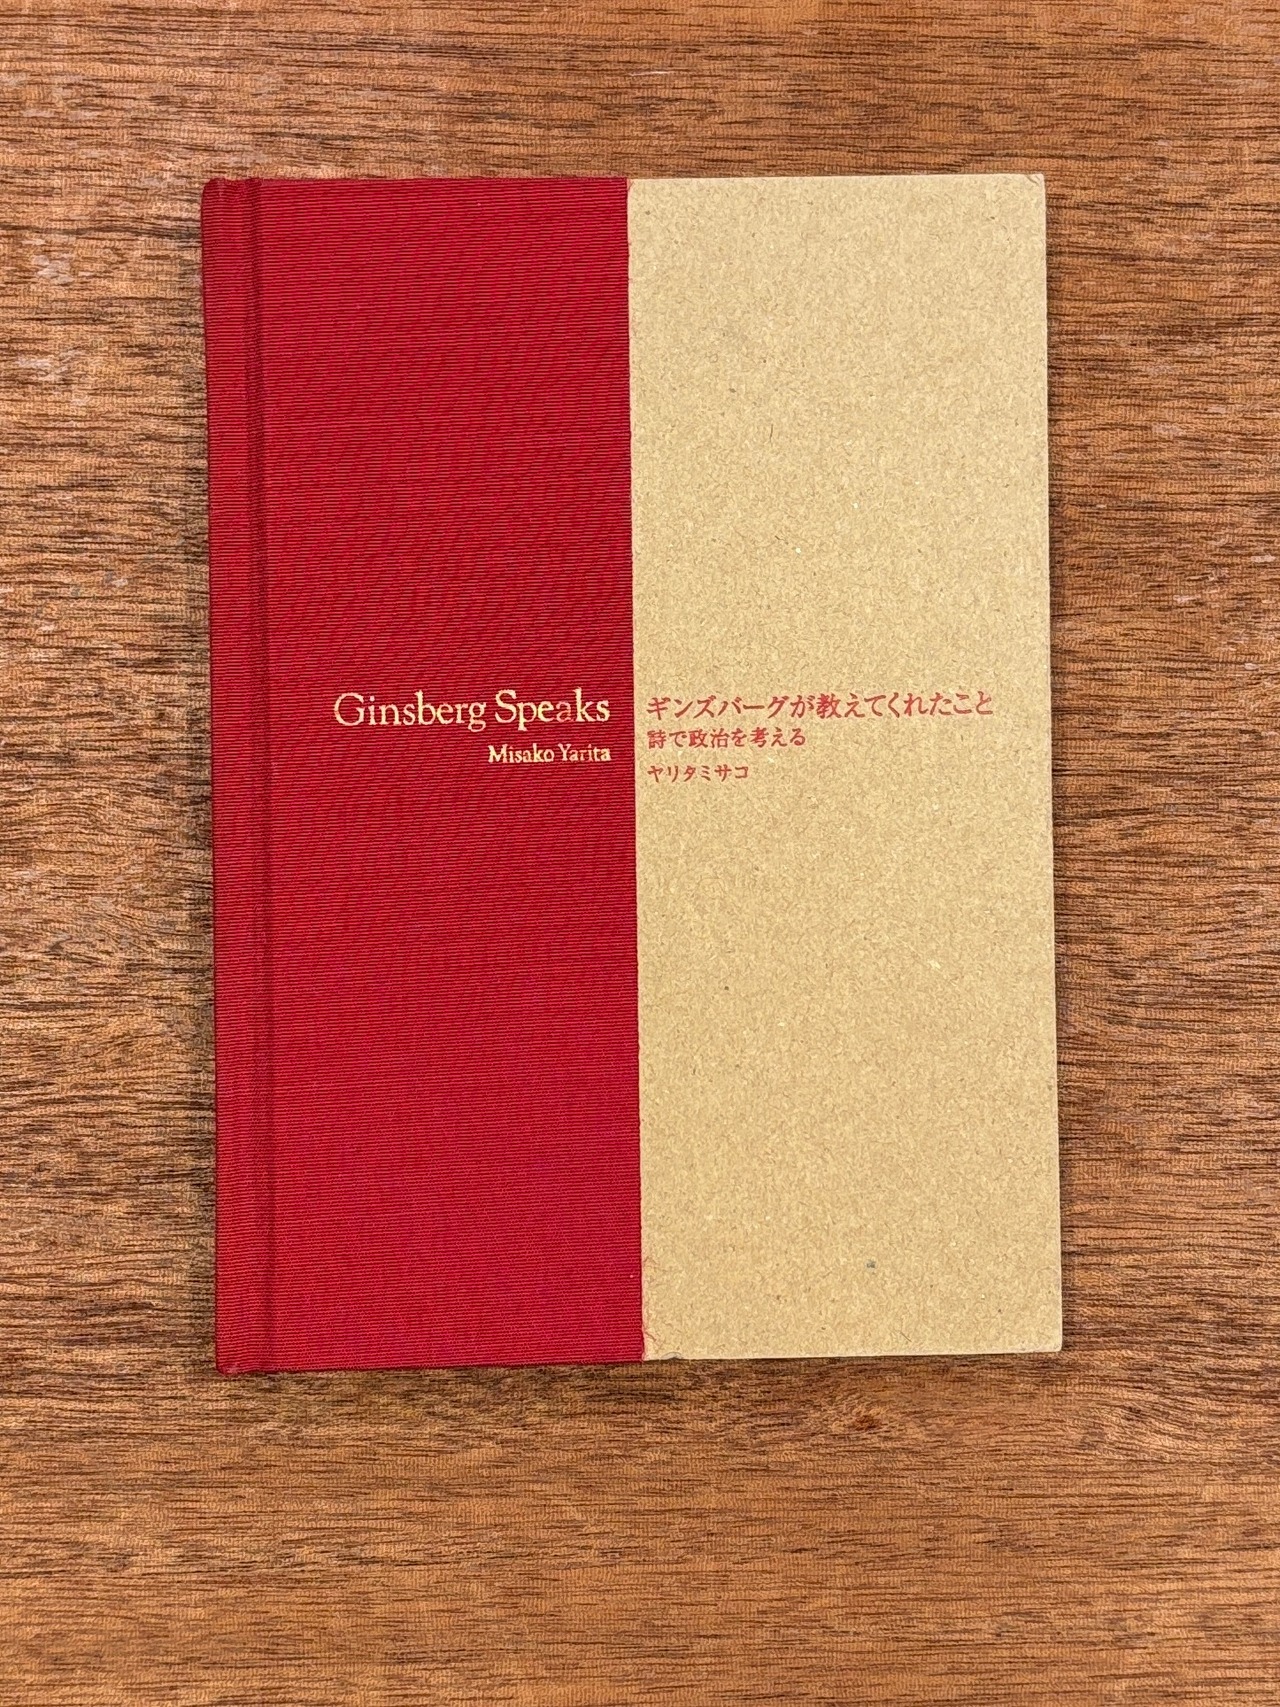 Ginsberg Speaks
Misako Yarita
ギンズバーグが教えてくれたこと
詩で政治を考える
ヤリタミサコ